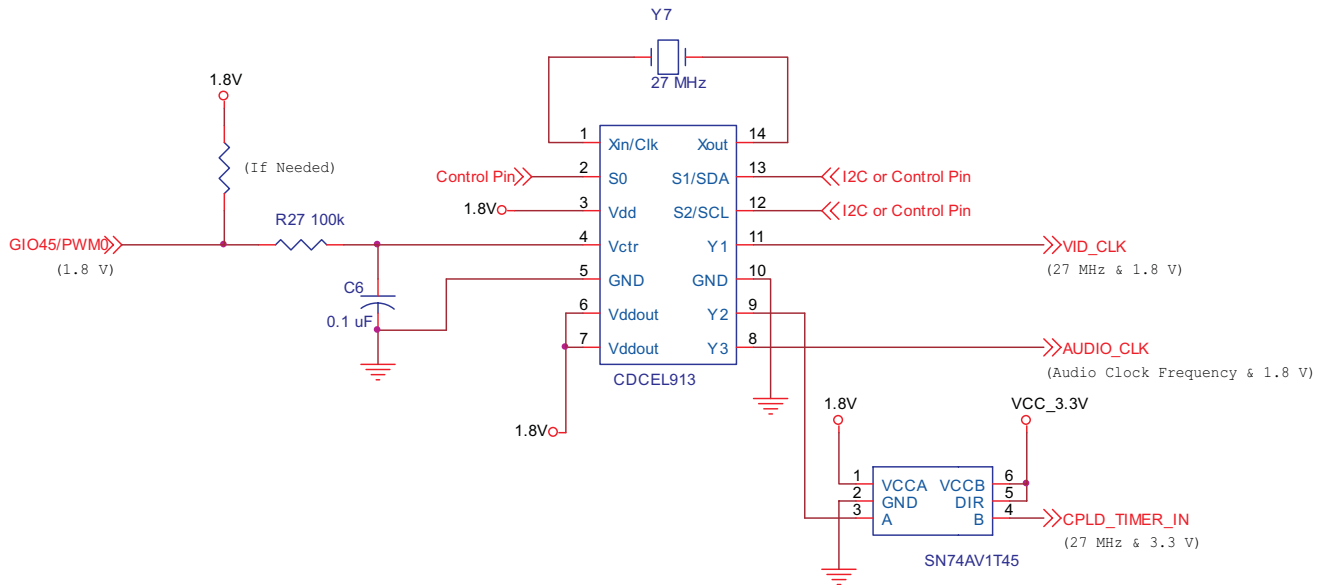 Y7
27 MHz
1.8V
(If Needed)
R27 100k
GIO45/PWM0
(1.8 V)
C6
0.1 uF
Control Pin
1.8V
1.8V
1 Xin/Clk Xout 14
2 S0 S1/SDA 13
3 Vdd S2/SCL 12
4 Vctr Y1 11
5 GND GND 10
6 Vddout Y2 9
7 Vddout Y3 8
CDCEL913
I2C or Control Pin
I2C or Control Pin
VID_CLK
(27 MHz & 1.8 V)
AUDIO_CLK
(Audio Clock Frequency & 1.8 V)
1.8V
VCC_3.3V
1 VCCA VCCB 6
2 GND DIR 5
3 A B 4
CPLD_TIMER_IN
(27 MHz & 3.3 V)
SN74AV1T45